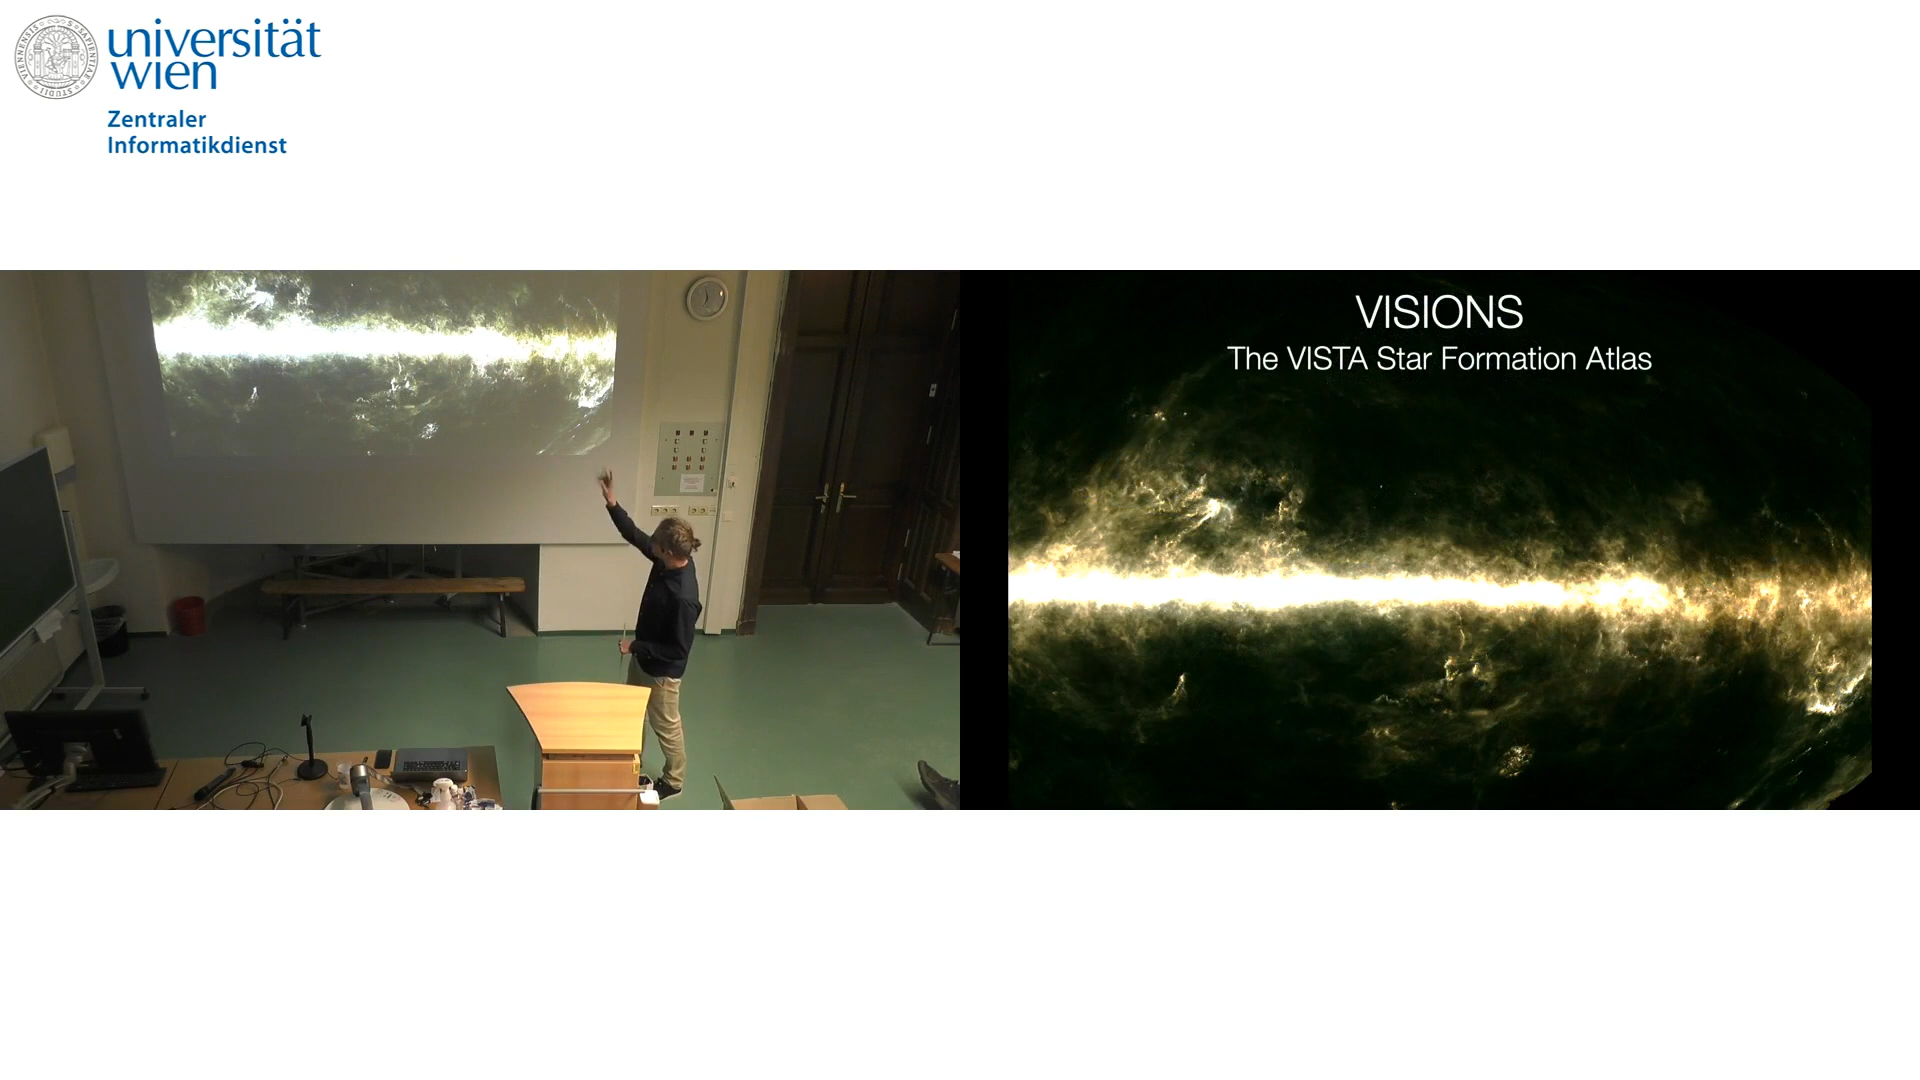 universität
wien
Zentraler
Informatikdienst
VISIONS
The VISTA Star Formation Atlas